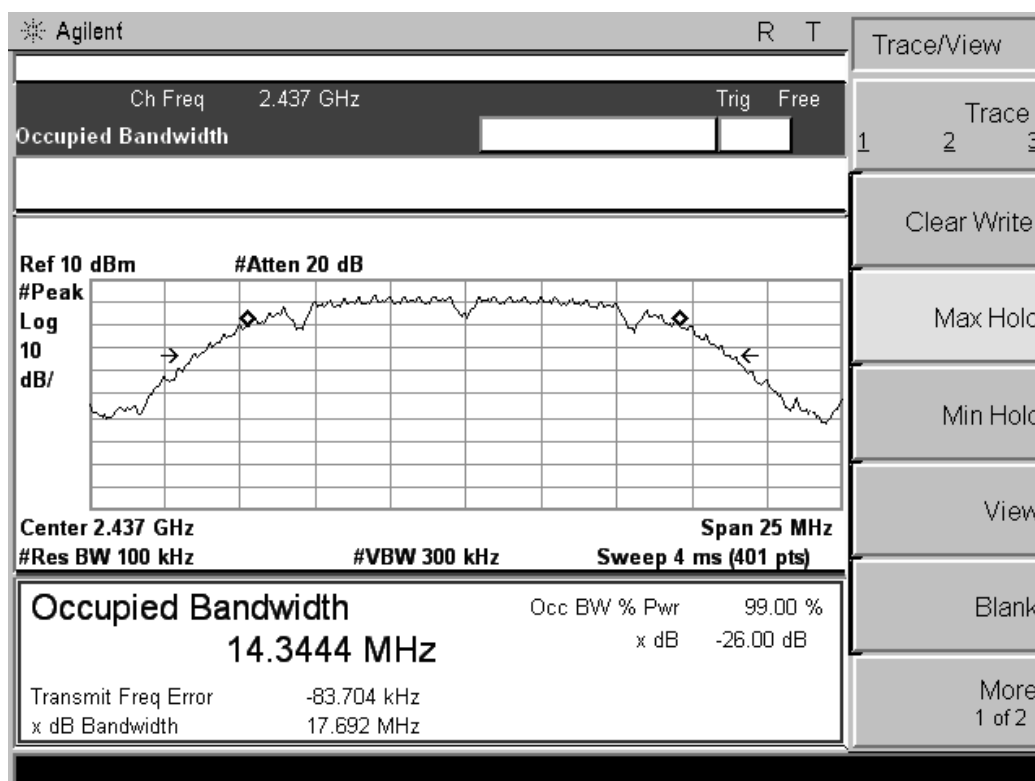 Agilent R T
Ch Freq 2.437 GHz Trig Free
Occupied Bandwidth
Ref 10 dBm #Atten 20 dB
#Peak
Log
10
dB/
Center 2.437 GHz Span 25 MHz
#Res BW 100 kHz #VBW 300 kHz Sweep 4 ms (401 pts)
Occupied Bandwidth
14.3444 MHz
Occ BW % Pwr 99.00 %
x dB -26.00 dB
Transmit Freq Error -83.704 kHz
x dB Bandwidth 17.692 MHz
Trace/View
Trace
1 2 3
Clear Write
Max Hold
Min Hold
View
Blank
More
1 of 2